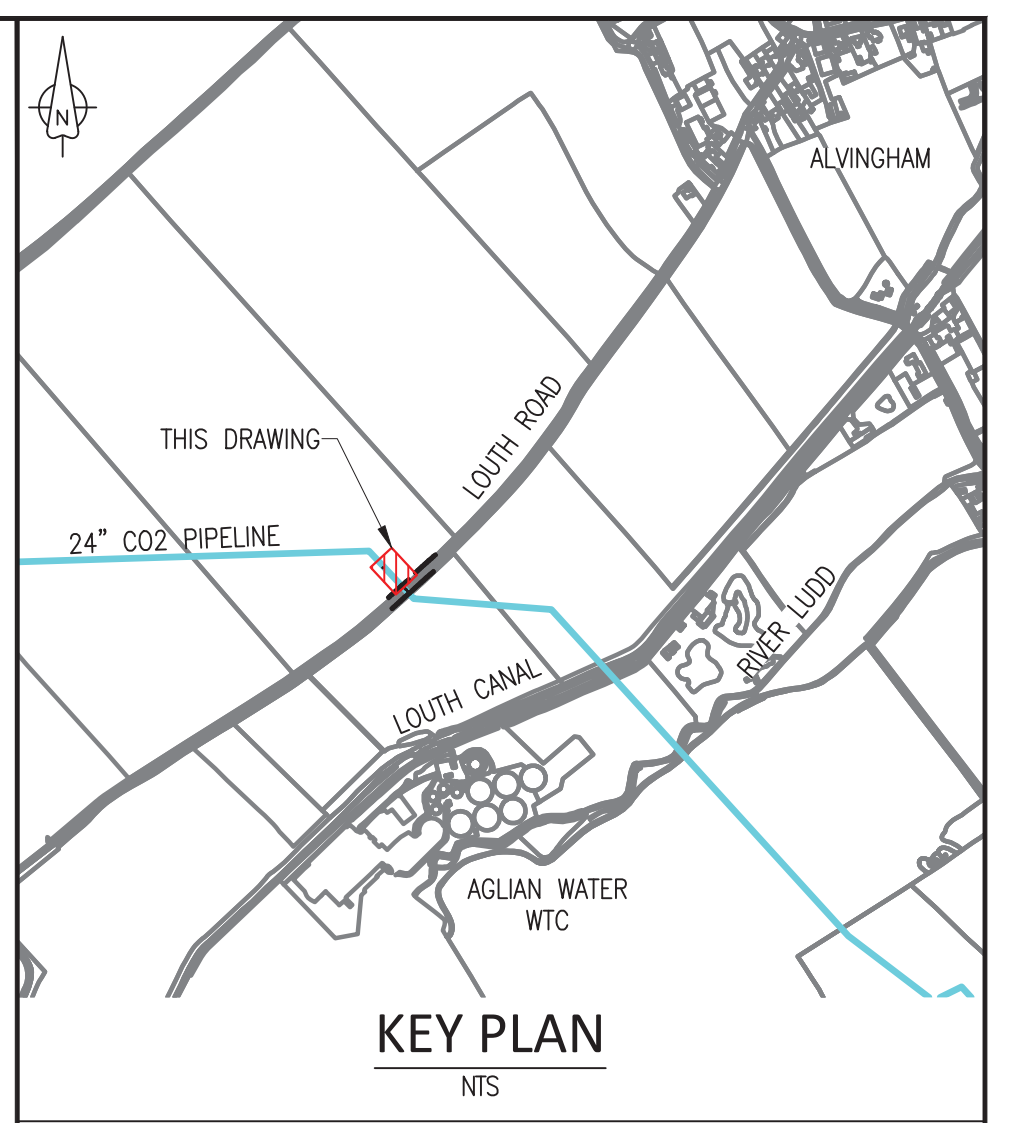 N
ALVINGHAM
LOUTH ROAD
THIS DRAWING
24” CO2 PIPELINE
RIVER LUDD
LOUTH CANAL
AGLIAN WATER
WTC
KEY PLAN
NTS